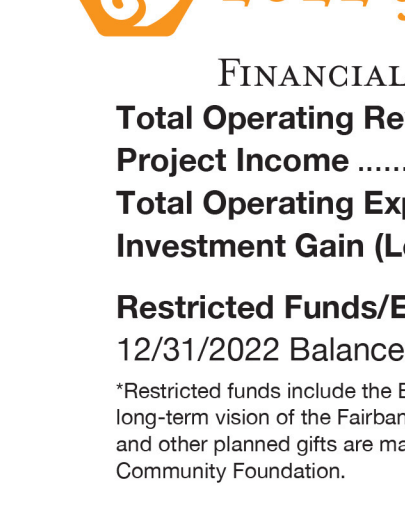 FINANCIAL
Total Operating Re
Project Income ......
Total Operating Exp
Investment Gain (L
Restricted Funds/E
12/31/2022 Balance
*Restricted funds include the E
long-term vision of the Fairban
and other planned gifts are ma
Community Foundation.